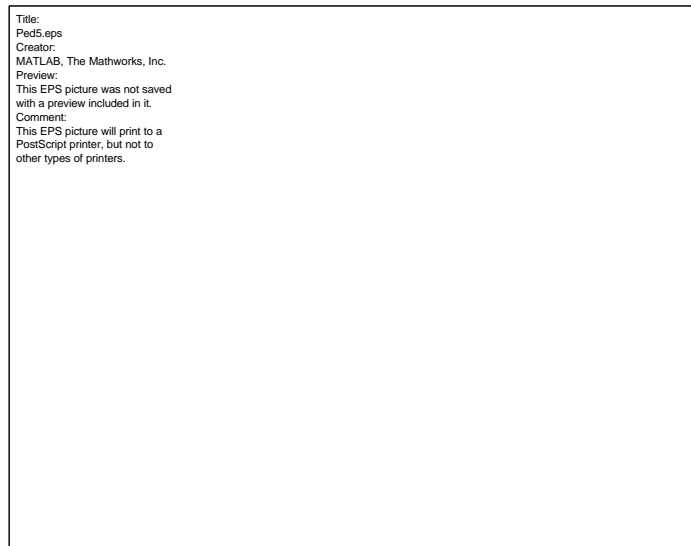 Title:
Ped5.eps
Creator:
MATLAB, The Mathworks, Inc.
Preview:
This EPS picture was not saved
with a preview included in it.
Comment:
This EPS picture will print to a
PostScript printer, but not to
other types of printers.